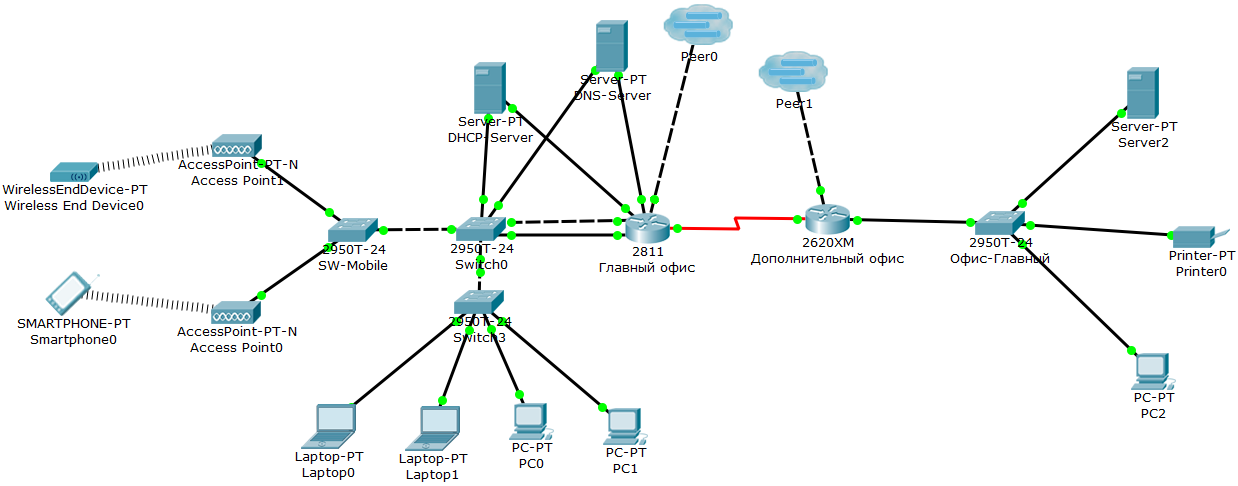 Peer0
Server-PT
DNS-Server
Peer1
Server-PT
DHCP-Server
Server-PT
Server2
AccessPoint-PT-N
Access Point1
WirelessEndDevice-PT
Wireless End Device0
2950T-24
SW-Mobile
2950T-24
Switch0
2811
Главный офис
2620XM
Дополнительный офис
2950T-24
Офис-Главный
Printer-PT
Printer0
SMARTPHONE-PT
Smartphone0
AccessPoint-PT-N
Access Point0
2950T-24
Switch3
PC-PT
PC2
Laptop-PT
Laptop0
Laptop-PT
Laptop1
PC-PT
PC0
PC-PT
PC1